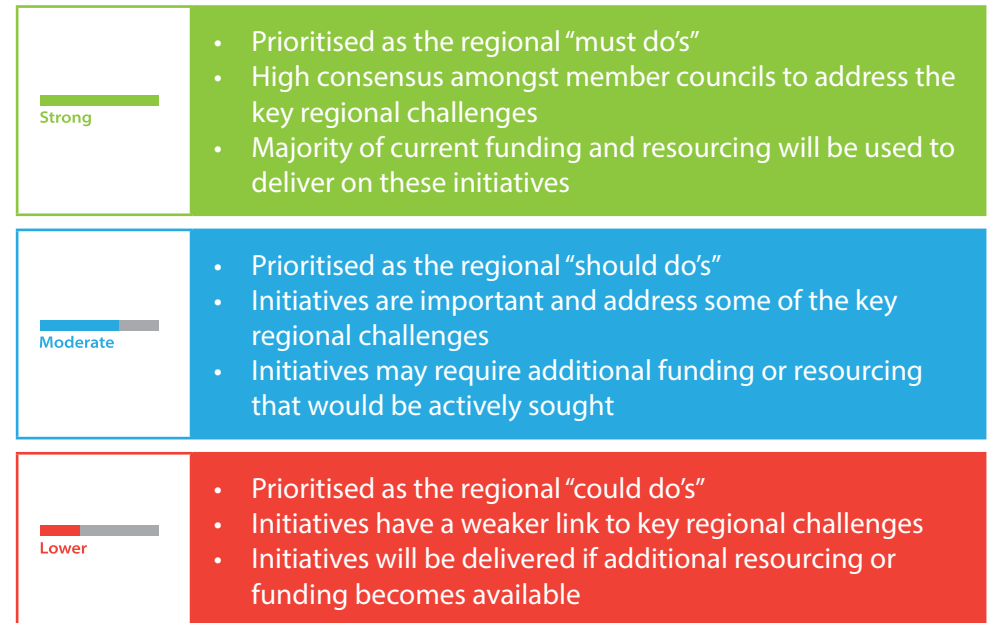 Strong
• Prioritised as the regional “must do’s”
• High consensus amongst member councils to address the
key regional challenges
• Majority of current funding and resourcing will be used to
deliver on these initiatives
Moderate
• Prioritised as the regional “should do’s”
• Initiatives are important and address some of the key
regional challenges
• Initiatives may require additional funding or resourcing
that would be actively sought
Lower
• Prioritised as the regional “could do’s”
• Initiatives have a weaker link to key regional challenges
• Initiatives will be delivered if additional resourcing or
funding becomes available